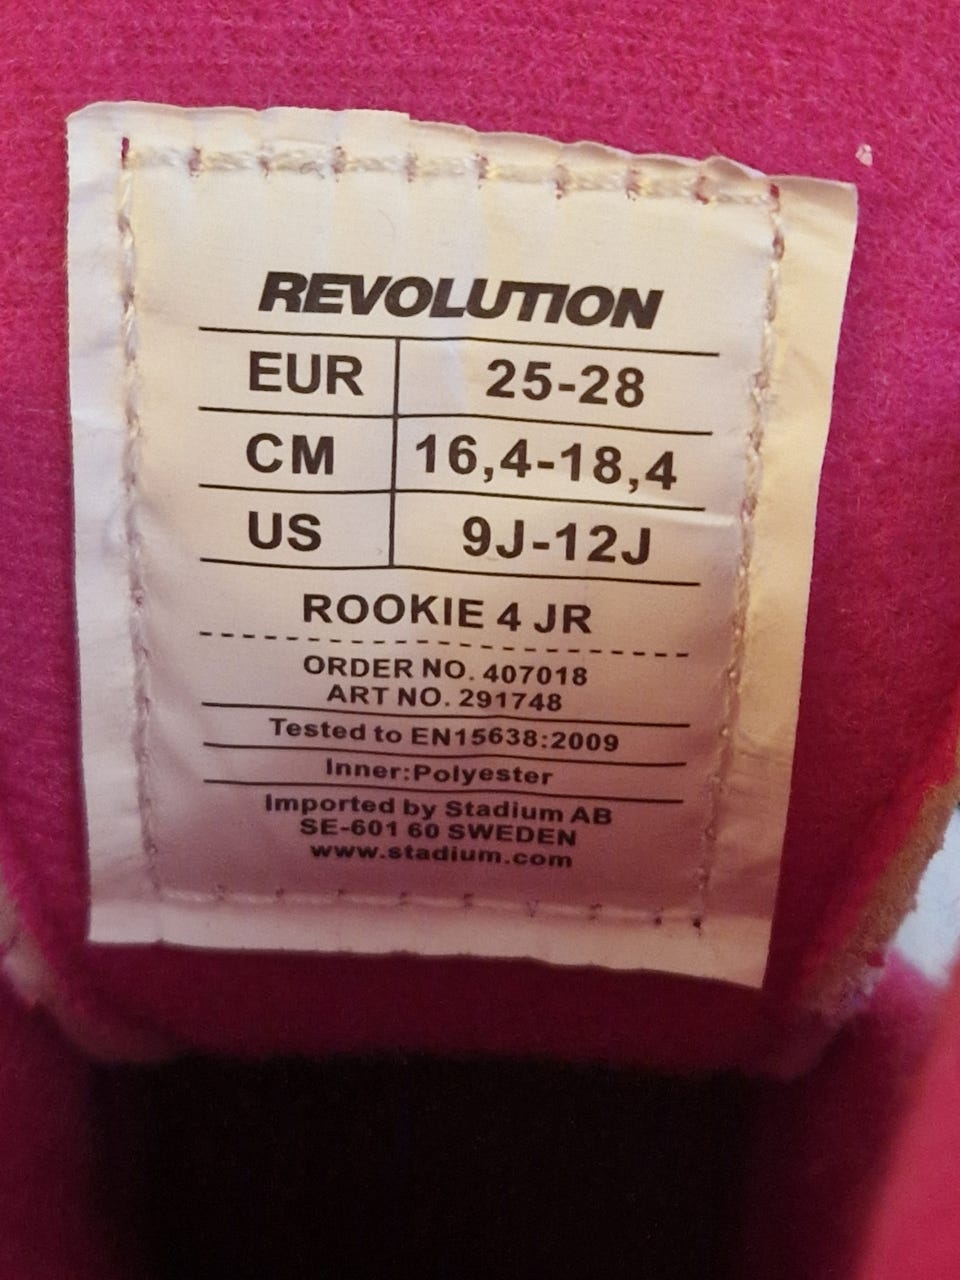 REVOLUTION
EUR 25-28
CM 16,4-18,4
US 9J-12J
ROOKIE 4 JR
ORDER NO. 407018
ART NO. 291748
Tested to EN15638:2009
Inner:Polyester
Imported by Stadium AB
SE-601 60 SWEDEN
www.stadium.com